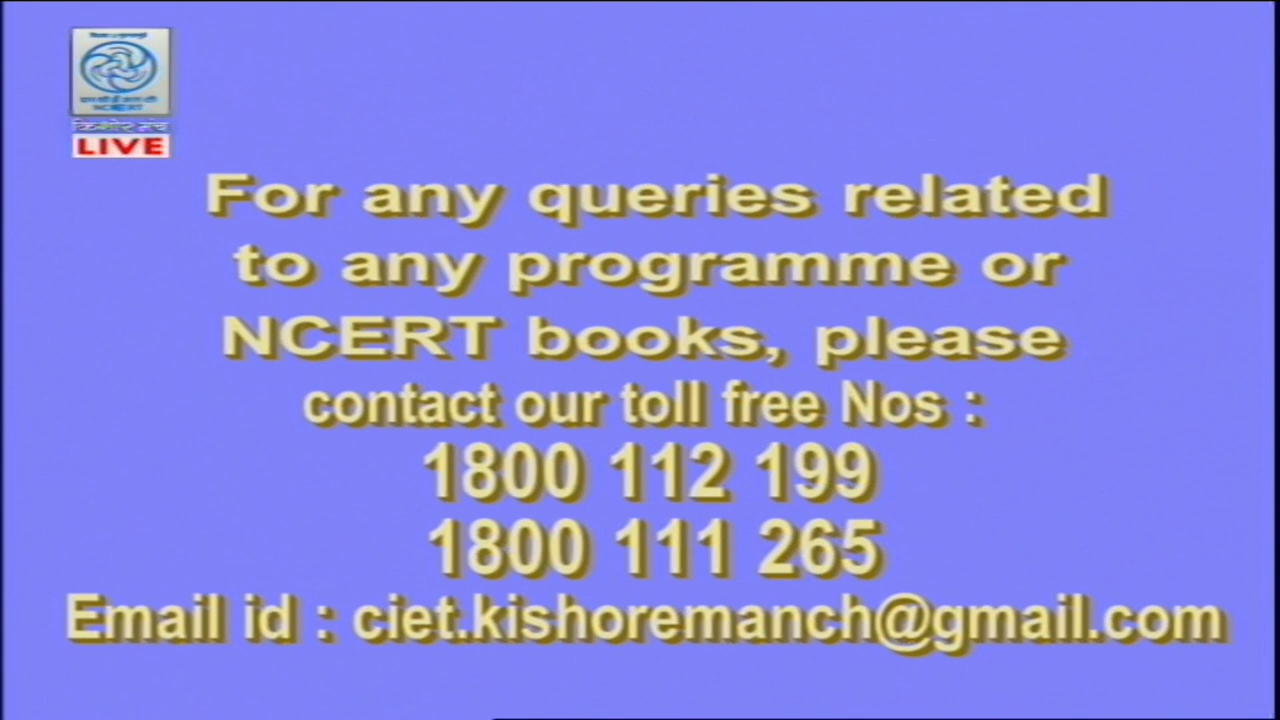 NCERT
किशोर मंच
LIVE
For any queries related
to any programme or
NCERT books, please
contact our toll free Nos :
1800 112 199
1800 111 265
Email id : ciet.kishoremanch@gmail.com